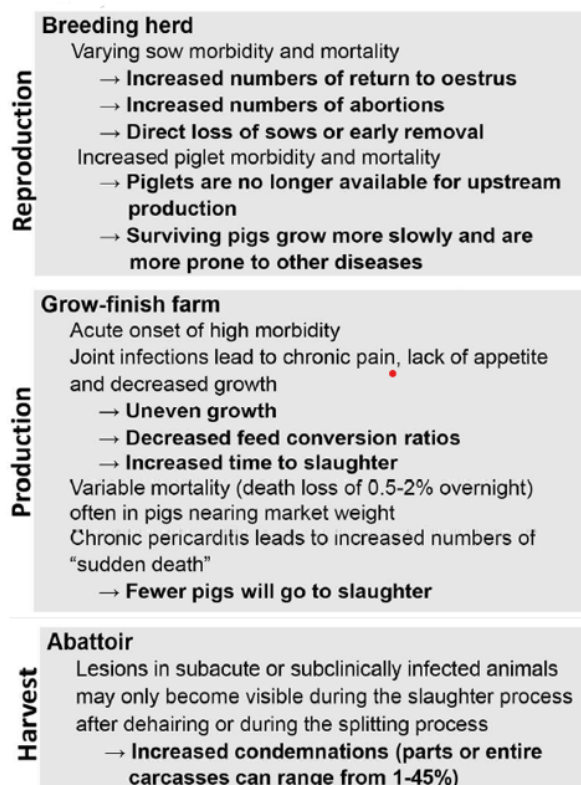 Reproduction
Breeding herd
Varying sow morbidity and mortality
→ Increased numbers of return to oestrus
→ Increased numbers of abortions
→ Direct loss of sows or early removal
Increased piglet morbidity and mortality
→ Piglets are no longer available for upstream
production
→ Surviving pigs grow more slowly and are
more prone to other diseases
Production
Grow-finish farm
Acute onset of high morbidity
Joint infections lead to chronic pain, lack of appetite
and decreased growth
→ Uneven growth
→ Decreased feed conversion ratios
→ Increased time to slaughter
Variable mortality (death loss of 0.5-2% overnight)
often in pigs nearing market weight
Chronic pericarditis leads to increased numbers of
“sudden death”
→ Fewer pigs will go to slaughter
Harvest
Abattoir
Lesions in subacute or subclinically infected animals
may only become visible during the slaughter process
after dehairing or during the splitting process
→ Increased condemnations (parts or entire
carcasses can range from 1-45%)